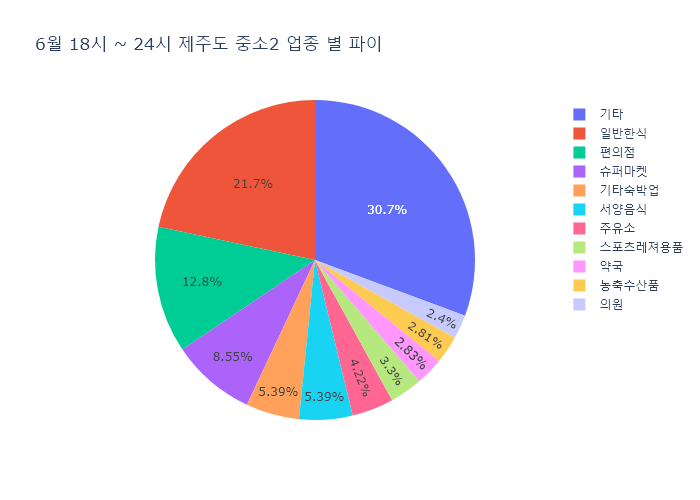 6월 18시 ~ 24시 제주도 중소2 업종 별 파이
30.7%
21.7%
12.8%
8.55%
5.39%
5.39%
4.22%
3.3%
2.83%
2.81%
2.4%
기타
일반한식
편의점
슈퍼마켓
기타숙박업
서양음식
주유소
스포츠레져용품
약국
농축수산품
의원